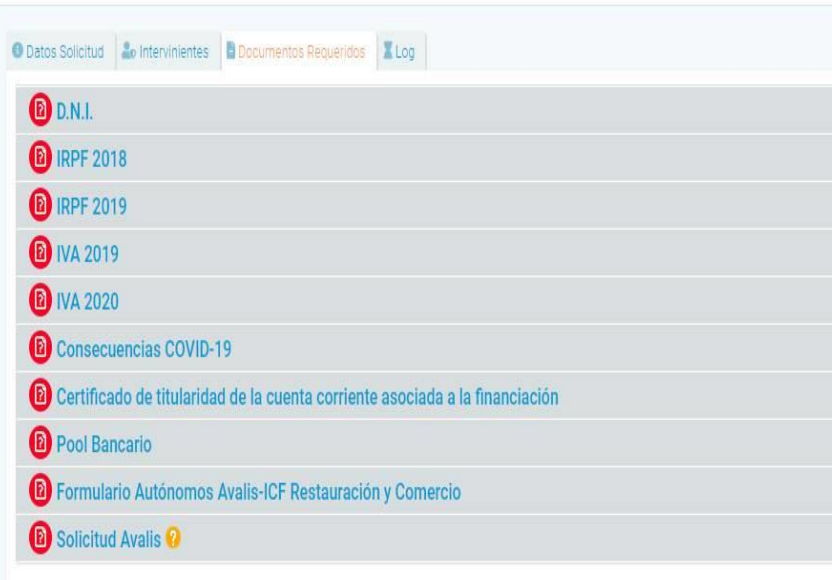 Datos Solicitud Intervinientes Documentos Requeridos Log
D.N.I.
IRPF 2018
IRPF 2019
IVA 2019
IVA 2020
Consecuencias COVID-19
Certificado de titularidad de la cuenta corriente asociada a la financiación
Pool Bancario
Formulario Autónomos Avalis-ICF Restauración y Comercio
Solicitud Avalis ?